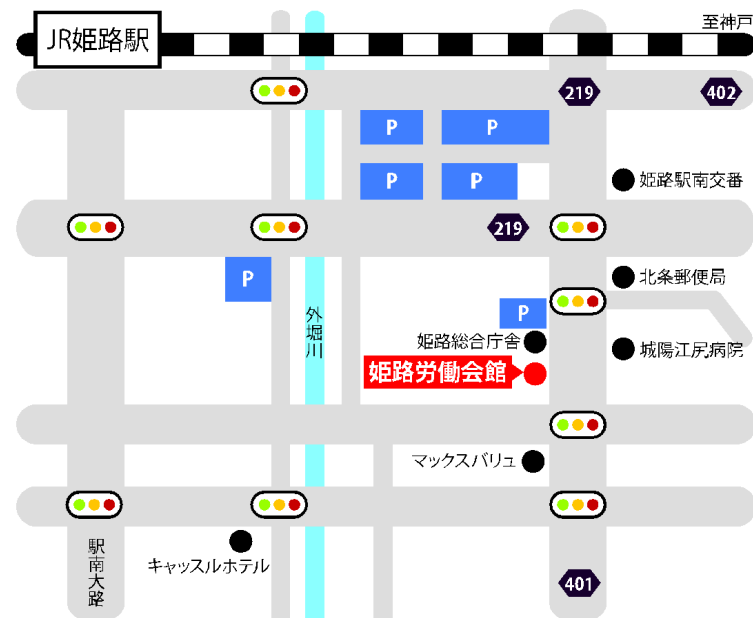 JR姫路駅
至神戸
219
402
P
P
P
P
姫路駅南交番
219
P
北条郵便局
P
外堀川
姫路総合庁舎
城陽江尻病院
姫路労働会館
マックスバリュ
駅南大路
キャッスルホテル
401